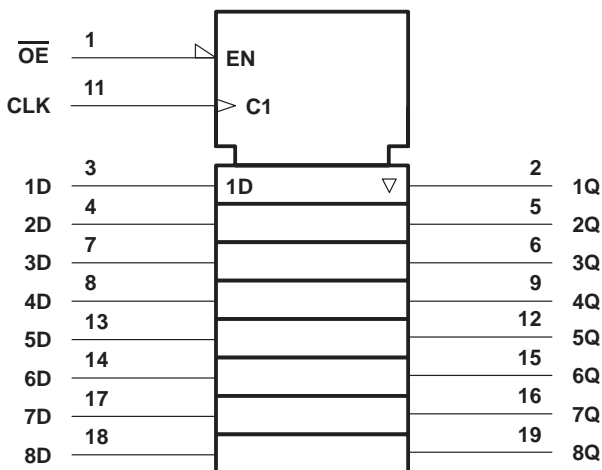 O̅E̅ 1 EN
CLK 11 C1
1D 3 1D 2 1Q
2D 4 5 2Q
3D 7 6 3Q
4D 8 9 4Q
5D 13 12 5Q
6D 14 15 6Q
7D 17 16 7Q
8D 18 19 8Q